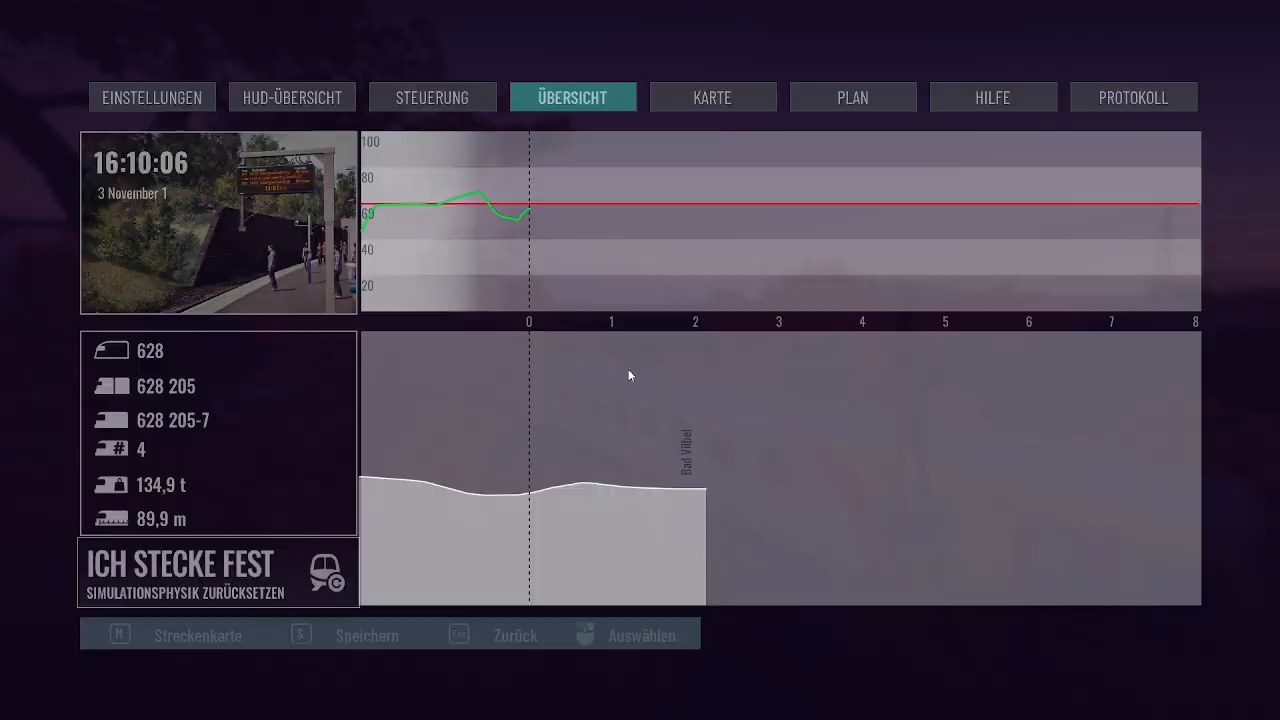 EINSTELLUNGEN
HUD-ÜBERSICHT
STEUERUNG
ÜBERSICHT
KARTE
PLAN
HILFE
PROTOKOLL
16:10:06
3 November 1
100
80
60
40
20
0 1 2 3 4 5 6 7 8
628
628 205
628 205-7
4
134,9 t
89,9 m
Bad Vilbel
ICH STECKE FEST
SIMULATIONSPHYSIK ZURÜCKSETZEN
M Streckenkarte
S Speichern
Zurück
Auswählen